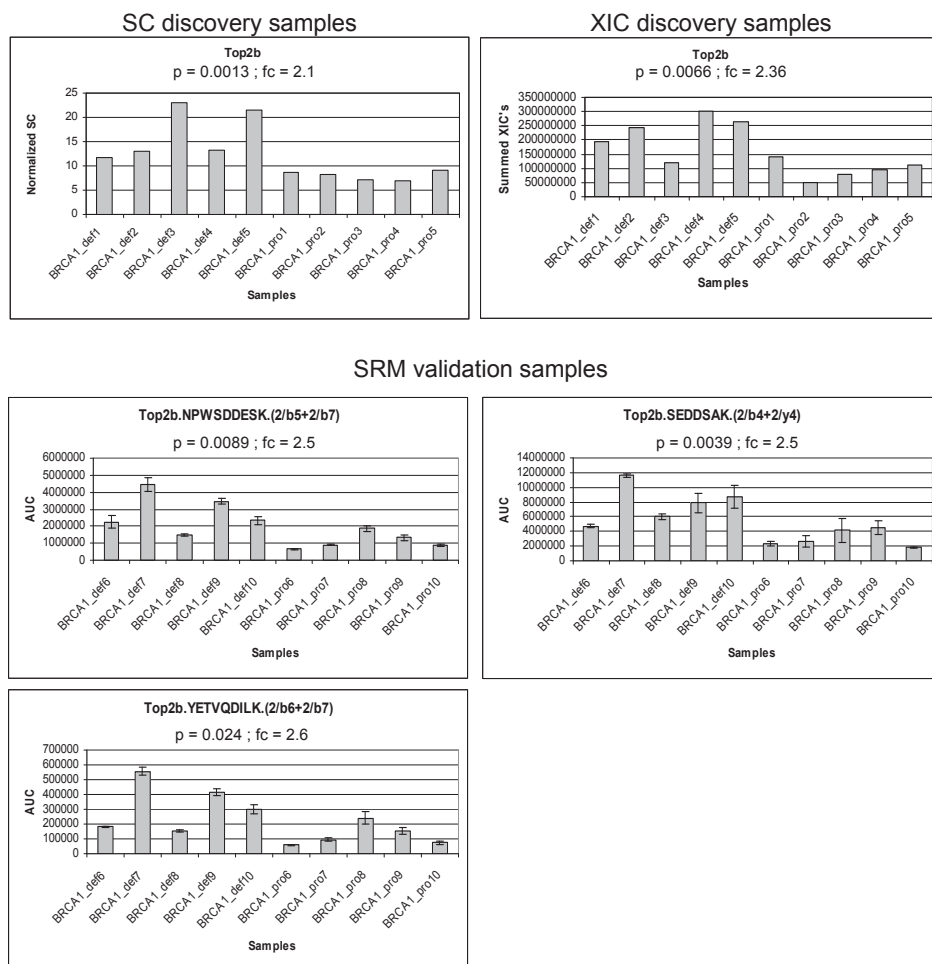 SC discovery samples
XIC discovery samples
Top2b
p = 0.0013 ; fc = 2.1
Normalized SC
25
20
15
10
5
0
BRCA1_def1
BRCA1_def2
BRCA1_def3
BRCA1_def4
BRCA1_def5
BRCA1_pro1
BRCA1_pro2
BRCA1_pro3
BRCA1_pro4
BRCA1_pro5
Samples
Top2b
p = 0.0066 ; fc = 2.36
Summed XIC's
350000000
300000000
250000000
200000000
150000000
100000000
50000000
0
BRCA1_def1
BRCA1_def2
BRCA1_def3
BRCA1_def4
BRCA1_def5
BRCA1_pro1
BRCA1_pro2
BRCA1_pro3
BRCA1_pro4
BRCA1_pro5
Samples
SRM validation samples
Top2b.NPWSDDESK.(2/b5+2/b7)
p = 0.0089 ; fc = 2.5
AUC
6000000
5000000
4000000
3000000
2000000
1000000
0
BRCA1_def6
BRCA1_def7
BRCA1_def8
BRCA1_def9
BRCA1_def10
BRCA1_pro6
BRCA1_pro7
BRCA1_pro8
BRCA1_pro9
BRCA1_pro10
Samples
Top2b.SEDDSAK.(2/b4+2/y4)
p = 0.0039 ; fc = 2.5
AUC
14000000
12000000
10000000
8000000
6000000
4000000
2000000
0
BRCA1_def6
BRCA1_def7
BRCA1_def8
BRCA1_def9
BRCA1_def10
BRCA1_pro6
BRCA1_pro7
BRCA1_pro8
BRCA1_pro9
BRCA1_pro10
Samples
Top2b.YETVQDILK.(2/b6+2/b7)
p = 0.024 ; fc = 2.6
AUC
700000
600000
500000
400000
300000
200000
100000
0
BRCA1_def6
BRCA1_def7
BRCA1_def8
BRCA1_def9
BRCA1_def10
BRCA1_pro6
BRCA1_pro7
BRCA1_pro8
BRCA1_pro9
BRCA1_pro10
Samples